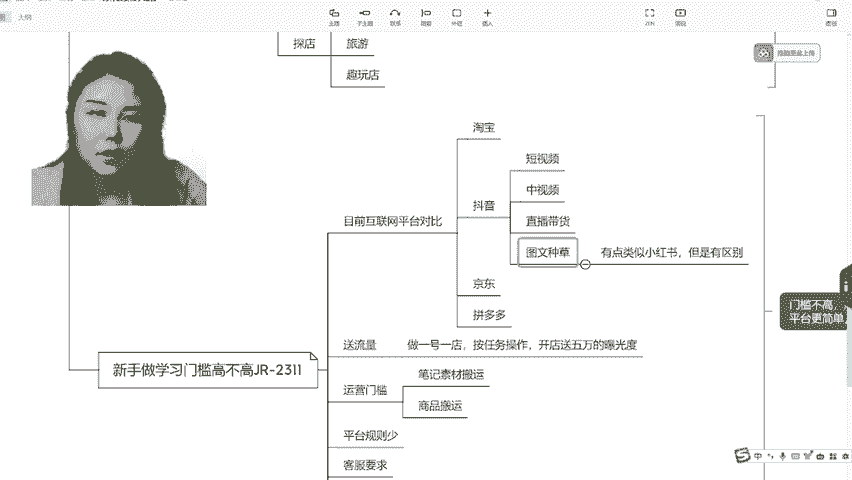 大纲
主题
子主题
联系
概要
外框
插入
ZEN
演说
探店
旅游
趣玩店
拖拽至此上传
淘宝
短视频
中视频
目前互联网平台对比
抖音
直播带货
图文种草
有点类似小红书，但是有区别
京东
拼多多
门槛不高，
平台更简单
送流量
做一号一店，按任务操作，开店送五万的曝光度
新手做学习门槛高不高JR-2311
笔记素材搬运
运营门槛
商品搬运
平台规则少
客服要求
中